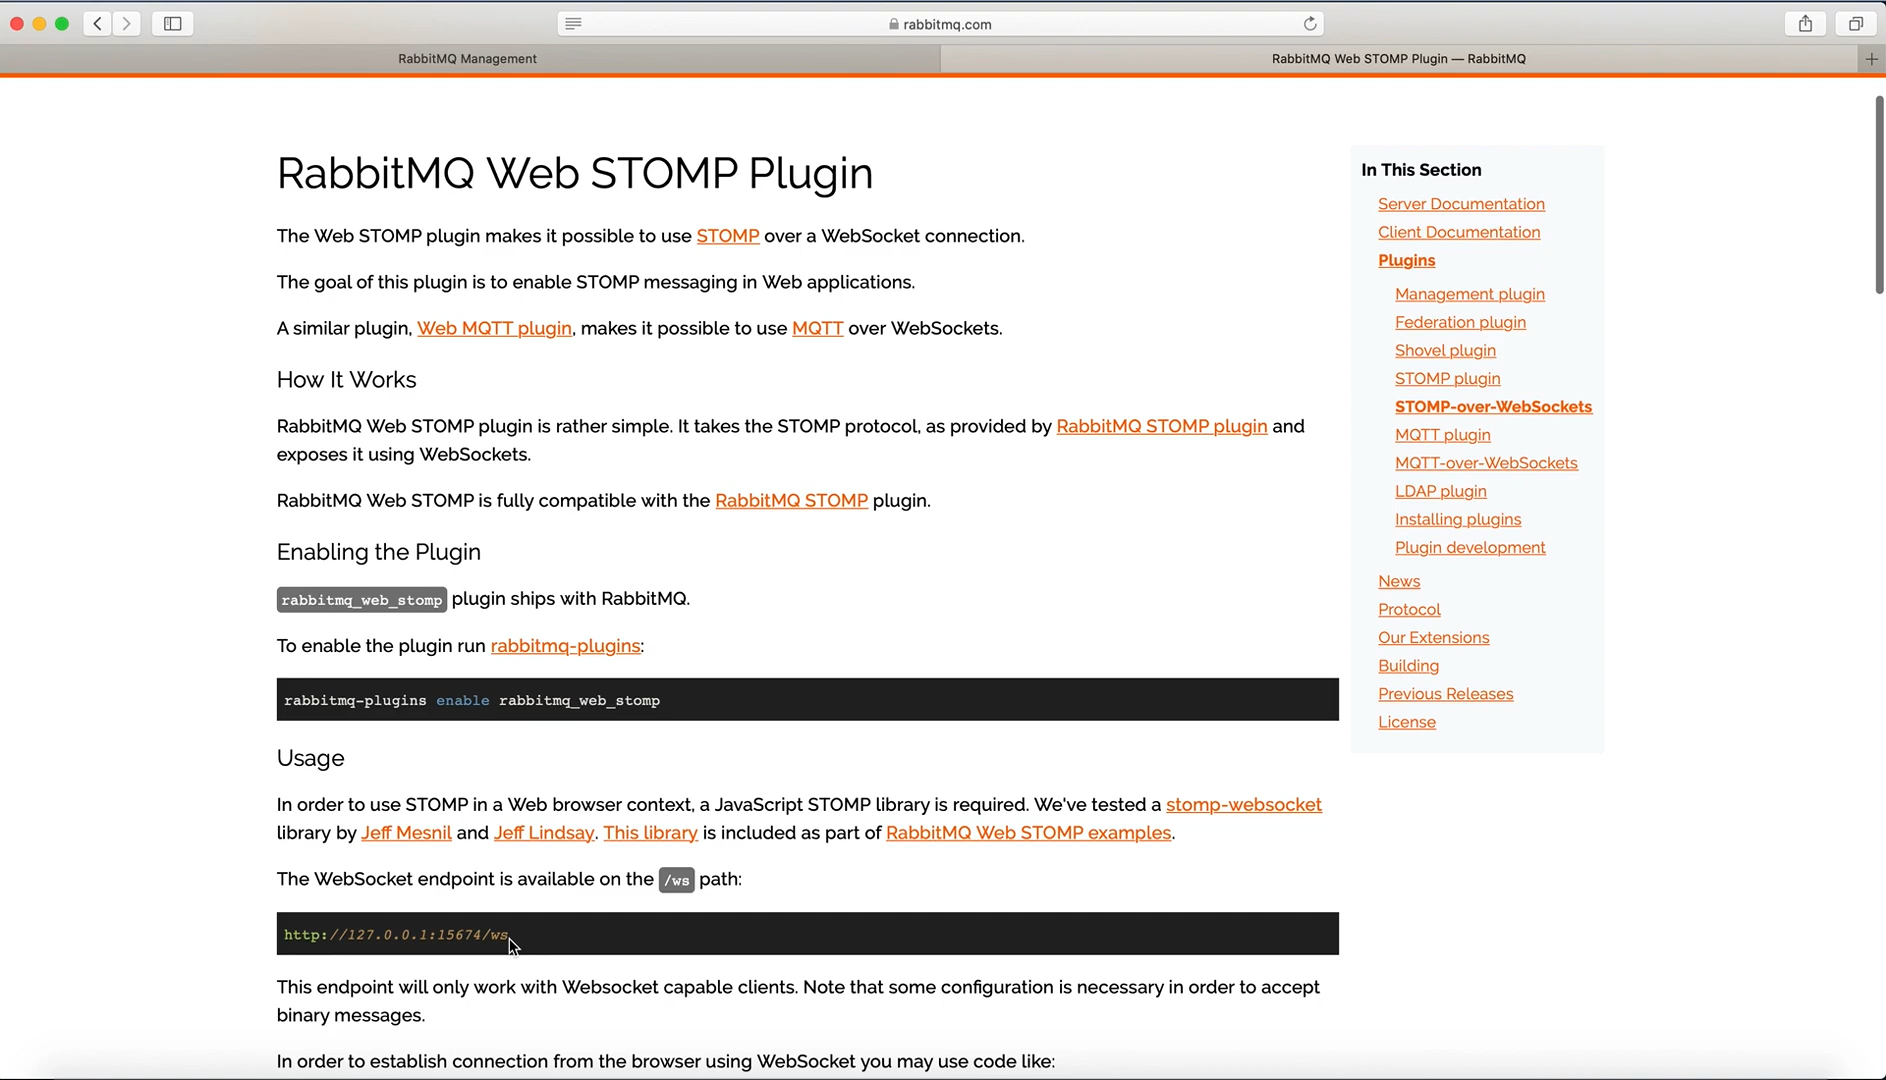 rabbitmq.com
RabbitMQ Management
RabbitMQ Web STOMP Plugin — RabbitMQ
RabbitMQ Web STOMP Plugin
The Web STOMP plugin makes it possible to use STOMP over a WebSocket connection.
The goal of this plugin is to enable STOMP messaging in Web applications.
A similar plugin, Web MQTT plugin, makes it possible to use MQTT over WebSockets.
How It Works
RabbitMQ Web STOMP plugin is rather simple. It takes the STOMP protocol, as provided by RabbitMQ STOMP plugin and
exposes it using WebSockets.
RabbitMQ Web STOMP is fully compatible with the RabbitMQ STOMP plugin.
Enabling the Plugin
rabbitmq_web_stomp plugin ships with RabbitMQ.
To enable the plugin run rabbitmq-plugins:
rabbitmq-plugins enable rabbitmq_web_stomp
Usage
In order to use STOMP in a Web browser context, a JavaScript STOMP library is required. We've tested a stomp-websocket
library by Jeff Mesnil and Jeff Lindsay. This library is included as part of RabbitMQ Web STOMP examples.
The WebSocket endpoint is available on the /ws path:
http://127.0.0.1:15674/ws
This endpoint will only work with Websocket capable clients. Note that some configuration is necessary in order to accept
binary messages.
In order to establish connection from the browser using WebSocket you may use code like:
In This Section
Server Documentation
Client Documentation
Plugins
Management plugin
Federation plugin
Shovel plugin
STOMP plugin
STOMP-over-WebSockets
MQTT plugin
MQTT-over-WebSockets
LDAP plugin
Installing plugins
Plugin development
News
Protocol
Our Extensions
Building
Previous Releases
License